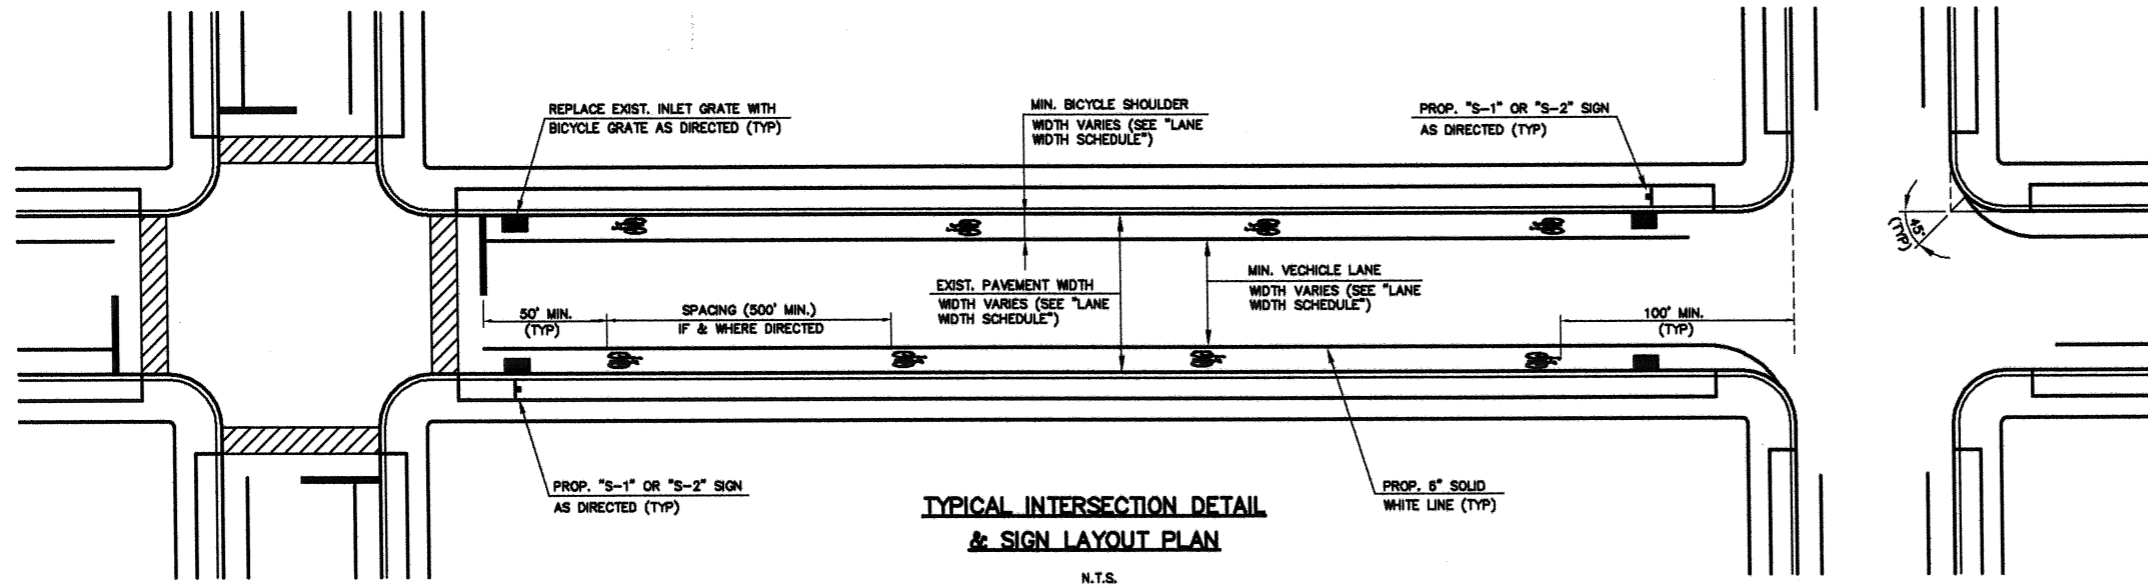 REPLACE EXIST. INLET GRATE WITH
BICYCLE GRATE AS DIRECTED (TYP)
MIN. BICYCLE SHOULDER
WIDTH VARIES (SEE "LANE
WIDTH SCHEDULE")
PROP. "S-1" OR "S-2" SIGN
AS DIRECTED (TYP)
45°
(TYP)
EXIST. PAVEMENT WIDTH
WIDTH VARIES (SEE "LANE
WIDTH SCHEDULE")
MIN. VECHICLE LANE
WIDTH VARIES (SEE "LANE
WIDTH SCHEDULE")
50' MIN.
(TYP)
SPACING (500' MIN.)
IF & WHERE DIRECTED
100' MIN.
(TYP)
PROP. "S-1" OR "S-2" SIGN
AS DIRECTED (TYP)
PROP. 6" SOLID
WHITE LINE (TYP)
TYPICAL INTERSECTION DETAIL
& SIGN LAYOUT PLAN
N.T.S.